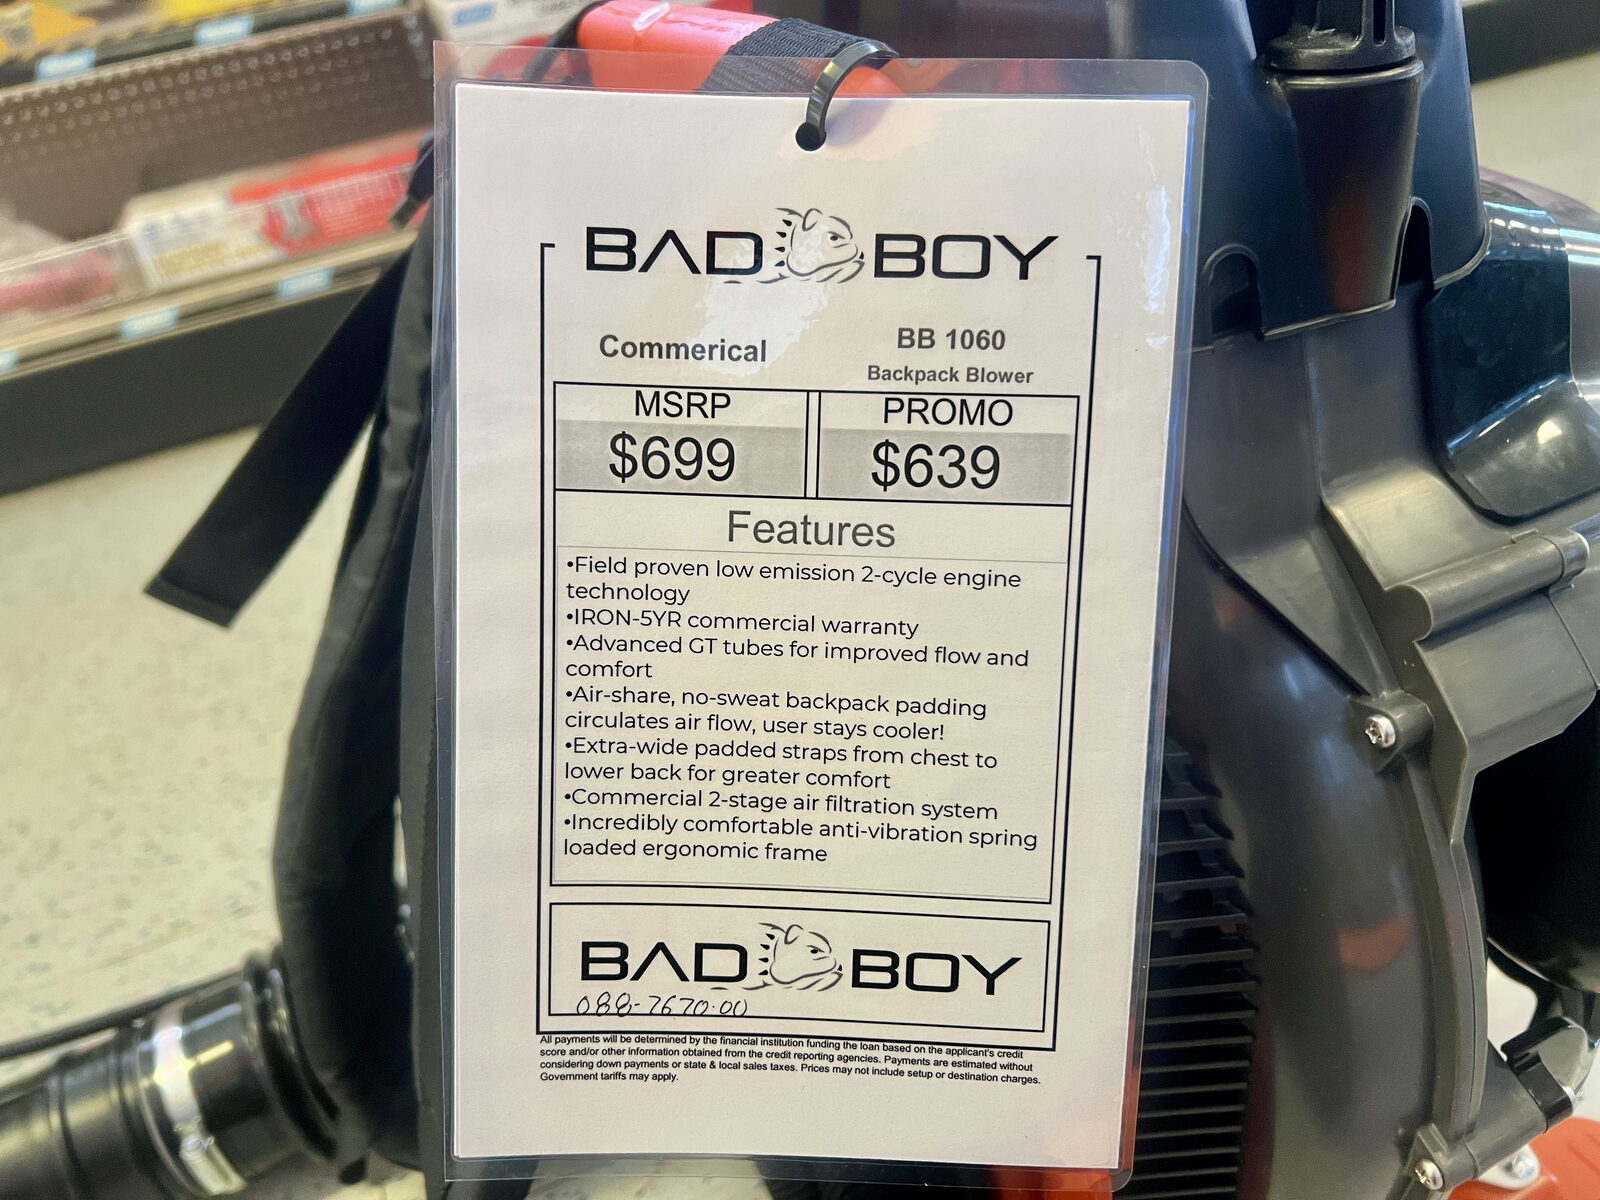 BAD BOY
Commerical
BB 1060
Backpack Blower
MSRP
PROMO
$699
$639
Features
•Field proven low emission 2-cycle engine
technology
•IRON-5YR commercial warranty
•Advanced GT tubes for improved flow and
comfort
•Air-share, no-sweat backpack padding
circulates air flow, user stays cooler!
•Extra-wide padded straps from chest to
lower back for greater comfort
•Commercial 2-stage air filtration system
•Incredibly comfortable anti-vibration spring
loaded ergonomic frame
BAD BOY
088-7670.00
All payments will be determined by the financial institution funding the loan based on the applicant's credit
score and/or other information obtained from the credit reporting agencies. Payments are estimated without
considering down payments or state & local sales taxes. Prices may not include setup or destination charges.
Government tariffs may apply.